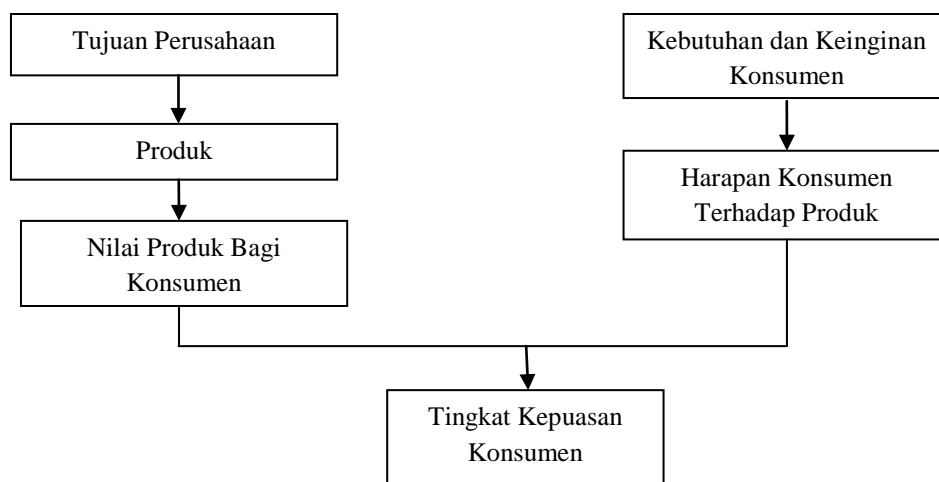 Tujuan Perusahaan
Kebutuhan dan Keinginan
Konsumen
Produk
Harapan Konsumen
Terhadap Produk
Nilai Produk Bagi
Konsumen
Tingkat Kepuasan
Konsumen